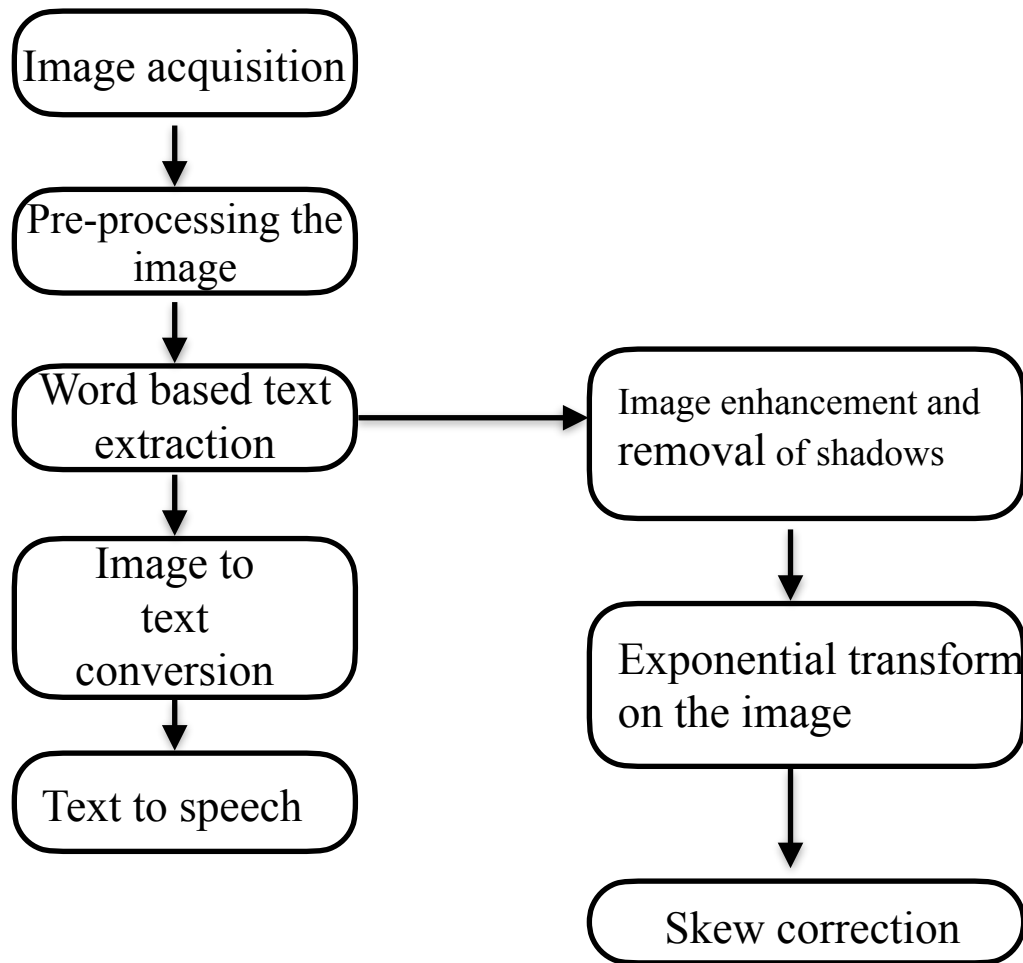 Image acquisition
Pre-processing the
image
Word based text
extraction
Image to
text
conversion
Text to speech
Image enhancement and
removal of shadows
Exponential transform
on the image
Skew correction